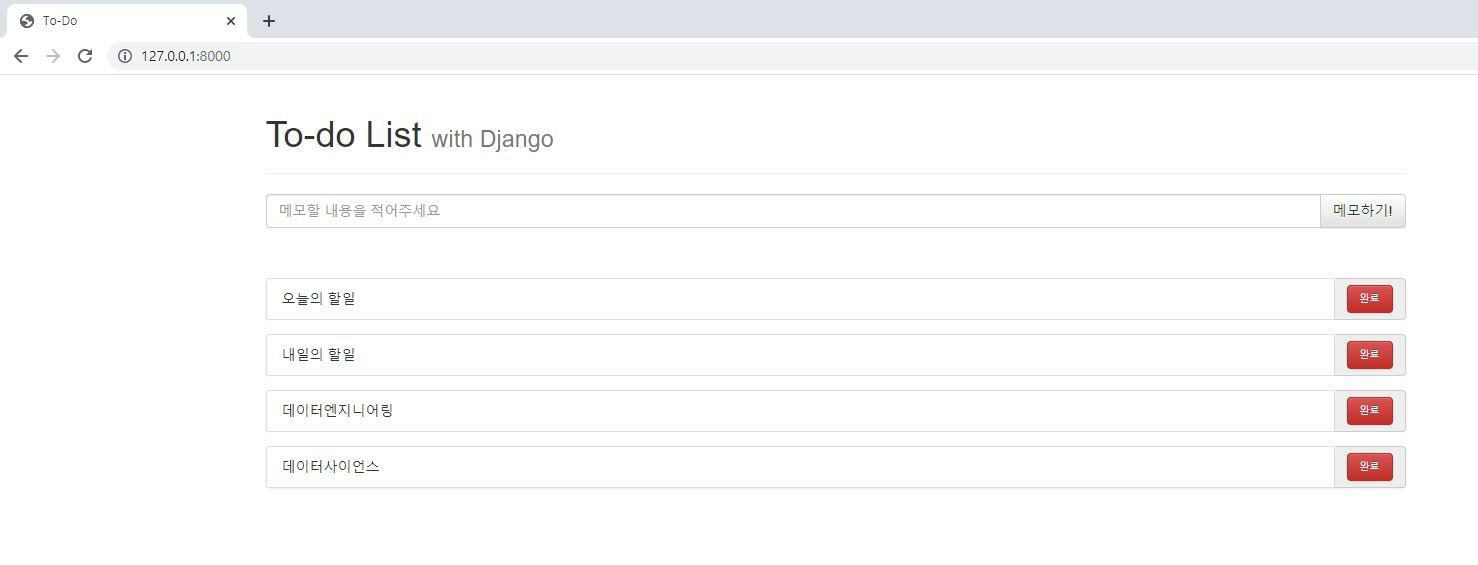 To-Do
127.0.0.1:8000
To-do List with Django
메모할 내용을 적어주세요 메모하기!
오늘의 할일 완료
내일의 할일 완료
데이터엔지니어링 완료
데이터사이언스 완료